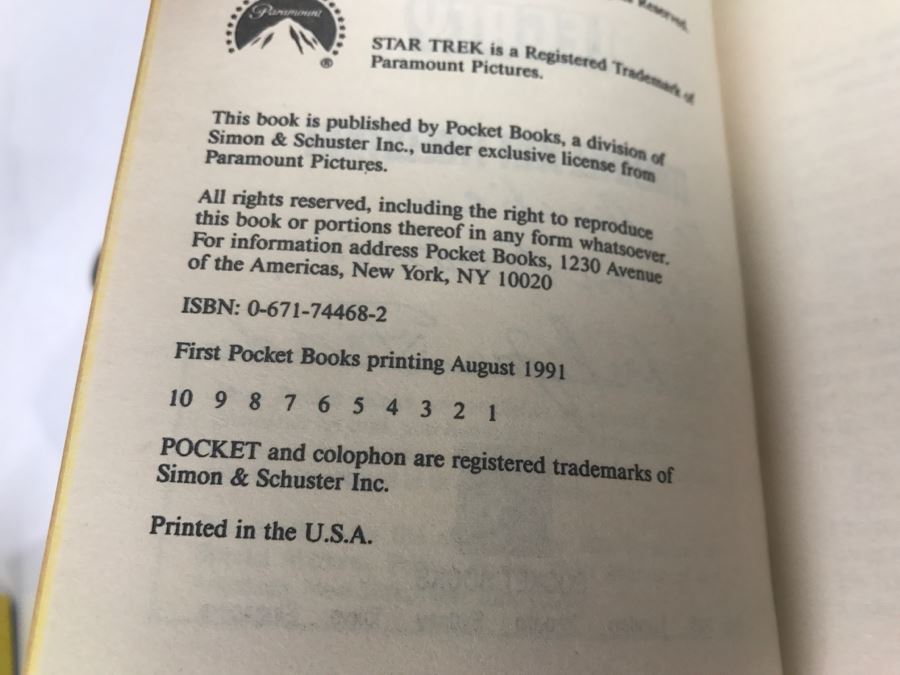 Reserved.
Paramount
®
STAR TREK is a Registered Trademark of
Paramount Pictures.
This book is published by Pocket Books, a division of
Simon & Schuster Inc., under exclusive license from
Paramount Pictures.
All rights reserved, including the right to reproduce
this book or portions thereof in any form whatsoever.
For information address Pocket Books, 1230 Avenue
of the Americas, New York, NY 10020
ISBN: 0-671-74468-2
First Pocket Books printing August 1991
10 9 8 7 6 5 4 3 2 1
POCKET and colophon are registered trademarks of
Simon & Schuster Inc.
Printed in the U.S.A.